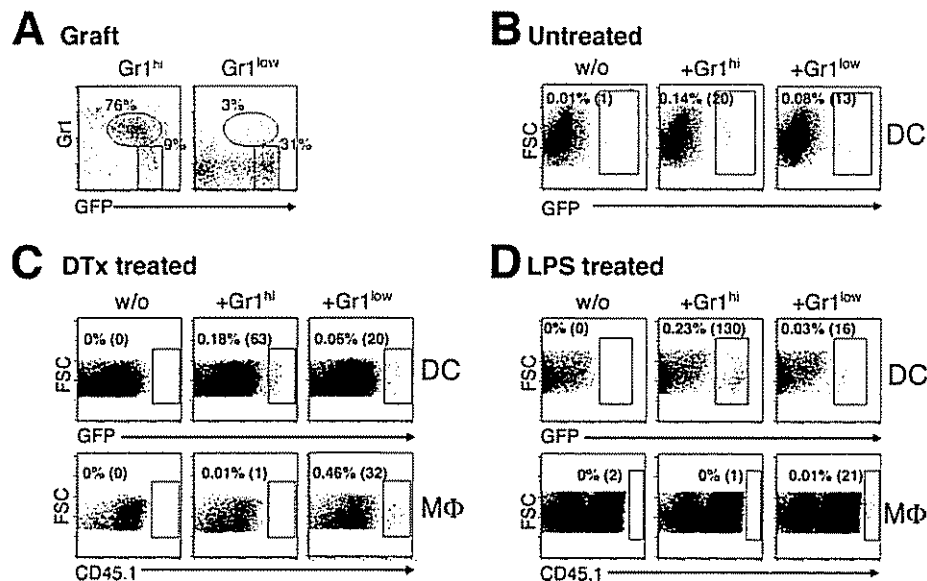 A Graft
Gr1hi Gr1low
76% 3%
9% 31%
Gr1
GFP
B Untreated
w/o +Gr1hi +Gr1low
0.01% (1) 0.14% (20) 0.08% (13)
FSC
DC
GFP
C DTx treated
w/o +Gr1hi +Gr1low
0% (0) 0.18% (63) 0.05% (20)
FSC
DC
GFP
0% (0) 0.01% (1) 0.46% (32)
FSC
MΦ
CD45.1
D LPS treated
w/o +Gr1hi +Gr1low
0% (0) 0.23% (130) 0.03% (16)
FSC
DC
GFP
0% (2) 0% (1) 0.01% (21)
FSC
MΦ
CD45.1